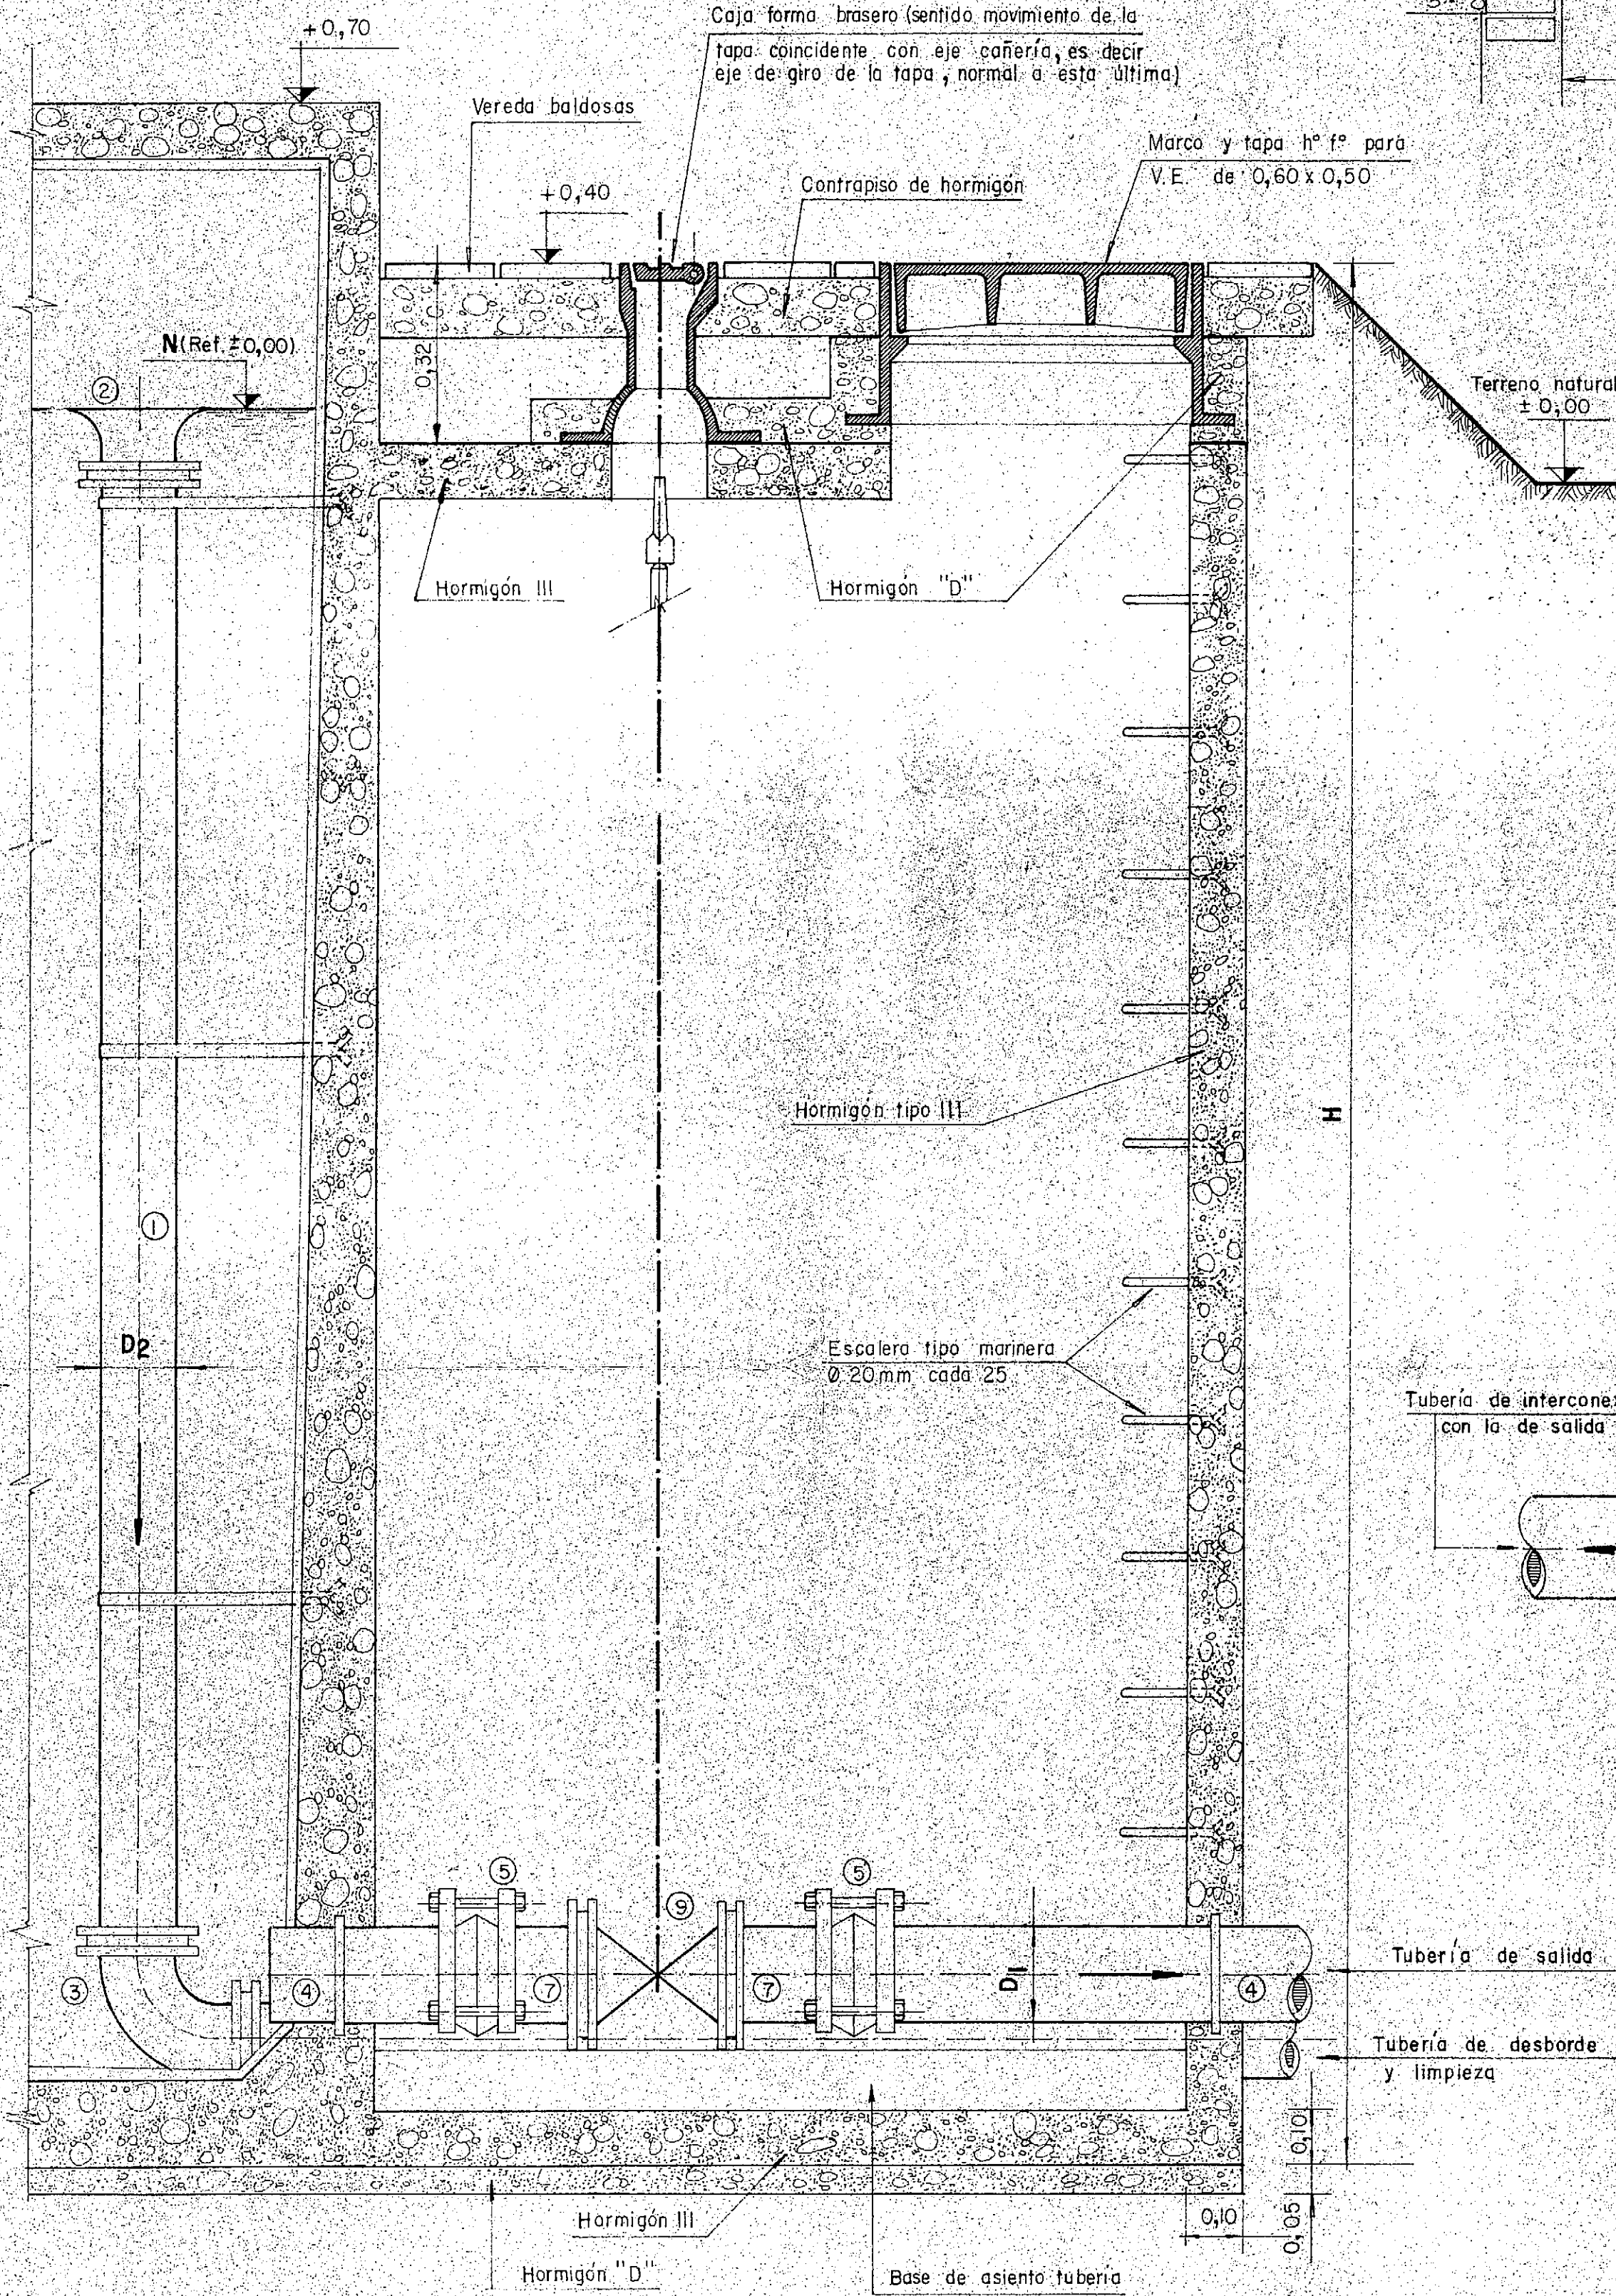 Caja forma brasero (sentido movimiento de la
tapa coincidente con eje cañería, es decir
eje de giro de la tapa, normal a esta última)
+0,70
Vereda baldosas
Marco y tapa h° f° para
V.E. de 0,60 x 0,50
Contrapiso de hormigón
+0,40
N (Ref. ±0,00)
0,32
2
Terreno natural
± 0,00
Hormigón III
Hormigón "D"
Hormigón tipo III
H
1
D2
Escalera tipo marinera
Ø 20mm cada 25
Tubería de interconex
con la de salida
5
5
9
3
4
7
7
D1
4
Tubería de salida
Tubería de desborde
y limpieza
0,10
0,10
0,05
Hormigón III
Hormigón "D"
Base de asiento tubería